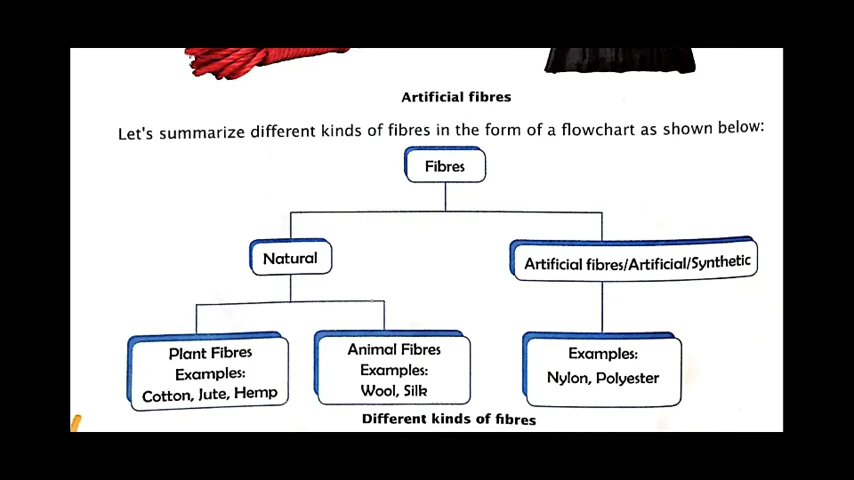 Artificial fibres
Let's summarize different kinds of fibres in the form of a flowchart as shown below:
Fibres
Natural
Artificial fibres/Artificial/Synthetic
Plant Fibres
Examples:
Cotton, Jute, Hemp
Animal Fibres
Examples:
Wool, Silk
Examples:
Nylon, Polyester
Different kinds of fibres